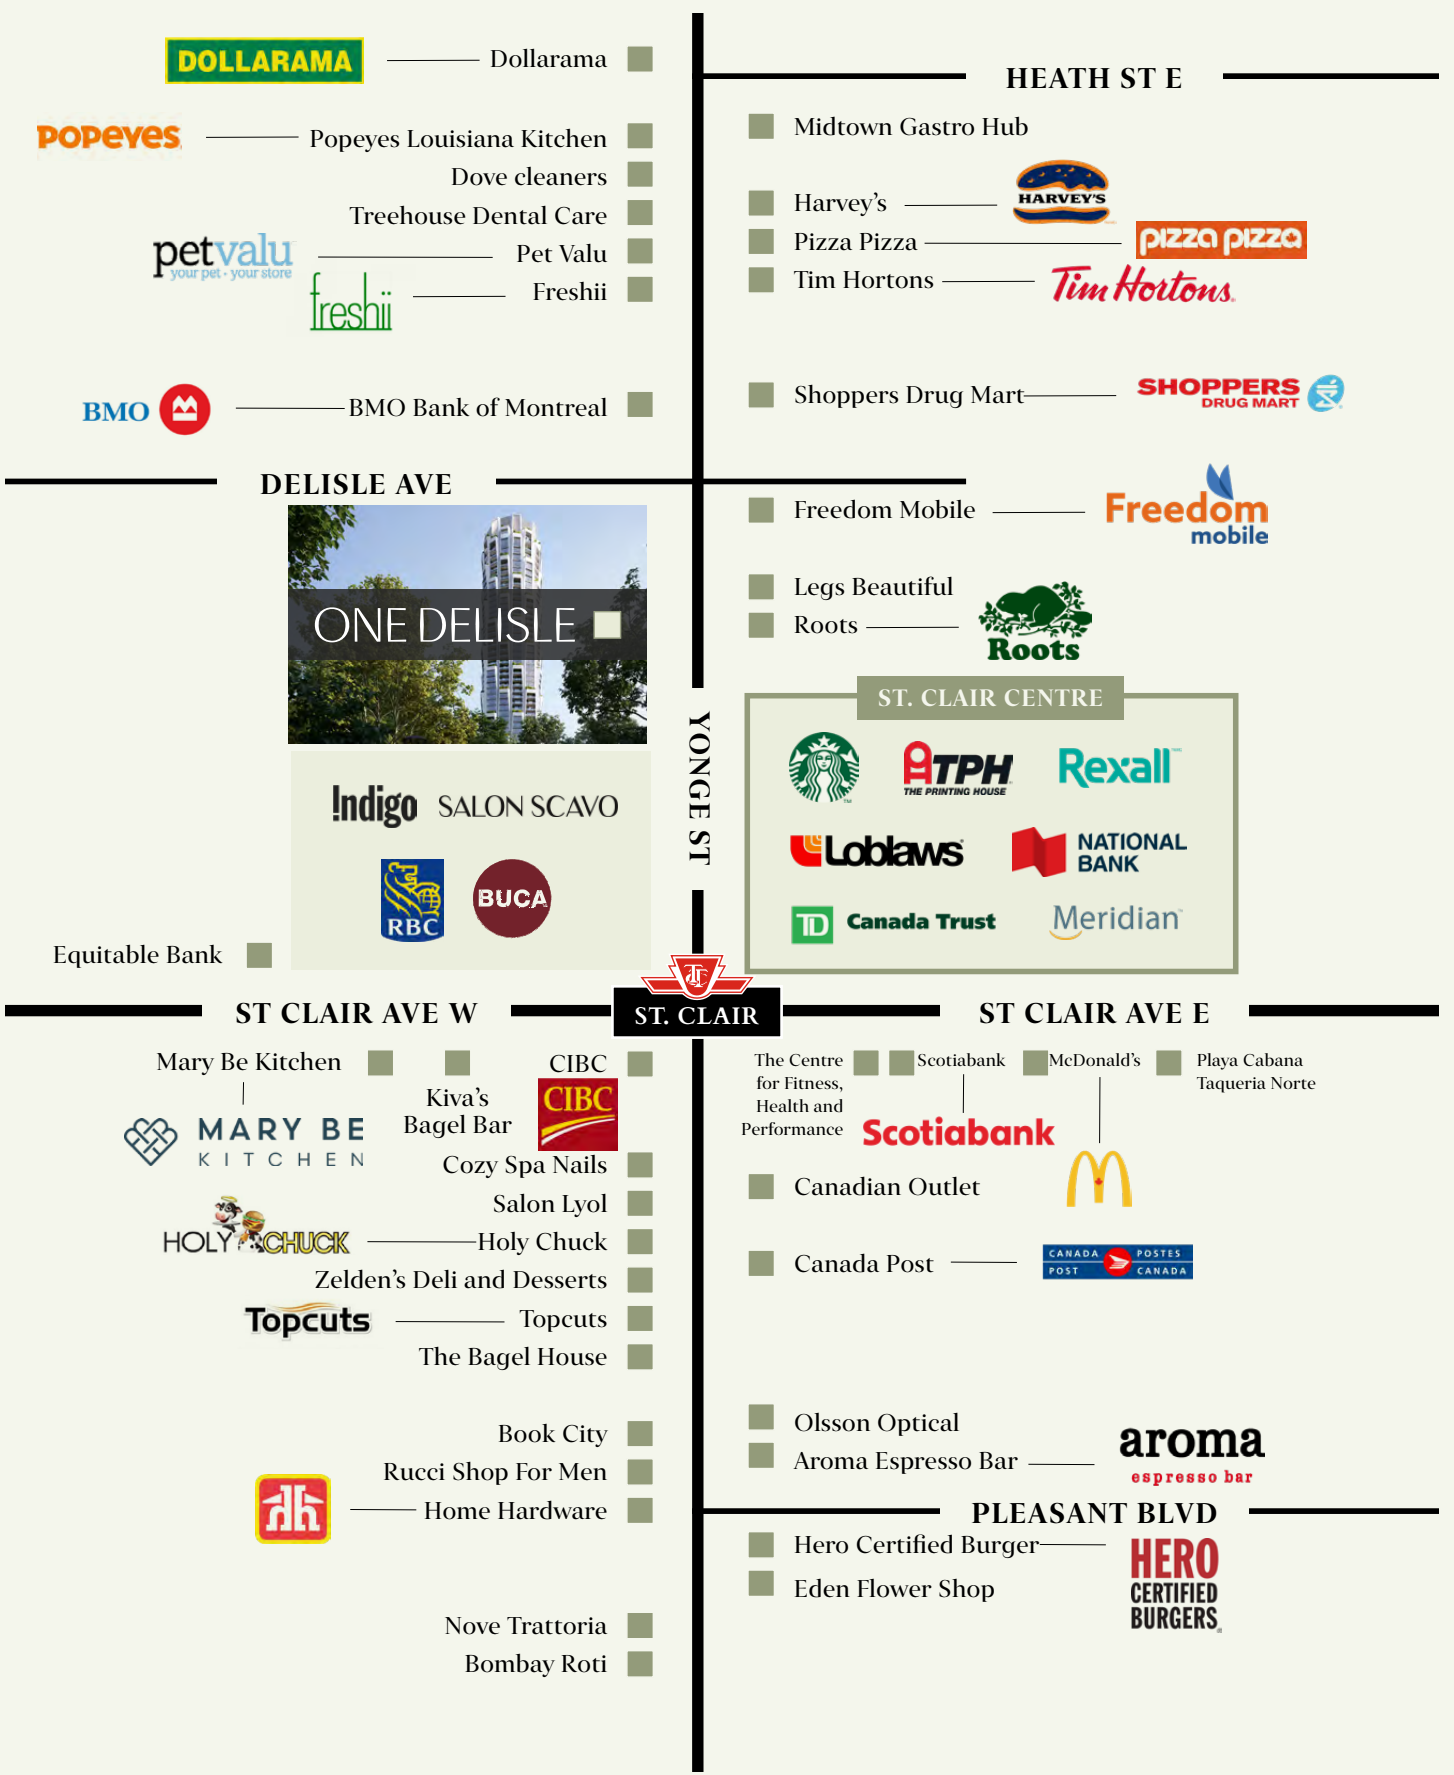 DOLLARAMA
Dollarama
POPEYES
Popeyes Louisiana Kitchen
Dove cleaners
Treehouse Dental Care
petvalu
your pet · your store
Pet Valu
freshii
Freshii
BMO
BMO Bank of Montreal
HEATH ST E
Midtown Gastro Hub
Harvey's
HARVEY'S
Pizza Pizza
pizza pizza
Tim Hortons
Tim Hortons
Shoppers Drug Mart
SHOPPERS
DRUG MART
DELISLE AVE
ONE DELISLE
Freedom Mobile
Freedom
mobile
Legs Beautiful
Roots
Roots
YONGE ST
!ndigo
SALON SCAVO
RBC
BUCA
Equitable Bank
ST. CLAIR CENTRE
TPH
THE PRINTING HOUSE
Rexall
Loblaws
NATIONAL
BANK
TD
Canada Trust
Meridian
ST CLAIR AVE W
TTC
ST. CLAIR
ST CLAIR AVE E
Mary Be Kitchen
MARY BE
KITCHEN
Kiva's
Bagel Bar
CIBC
CIBC
Cozy Spa Nails
Salon Lyol
HOLY CHUCK
Holy Chuck
Zelden's Deli and Desserts
Topcuts
Topcuts
The Bagel House
Book City
Rucci Shop For Men
Home Hardware
Nove Trattoria
Bombay Roti
The Centre
for Fitness,
Health and
Performance
Scotiabank
Scotiabank
McDonald's
Playa Cabana
Taqueria Norte
Canadian Outlet
Canada Post
CANADA POSTES
POST CANADA
Olsson Optical
Aroma Espresso Bar
aroma
espresso bar
PLEASANT BLVD
Hero Certified Burger
Eden Flower Shop
HERO
CERTIFIED
BURGERS